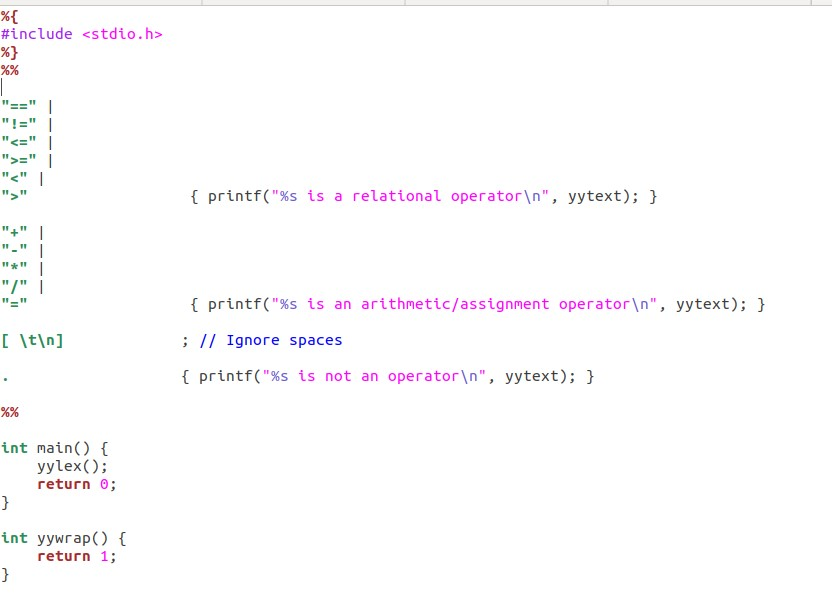 %{
#include <stdio.h>
%}
%%
"==" |
"!=" |
"<=" |
">=" |
"<" |
">"                  { printf("%s is a relational operator\n", yytext); }
"+" |
"-" |
"*" |
"/" |
"="                  { printf("%s is an arithmetic/assignment operator\n", yytext); }
[ \t\n]             ; // Ignore spaces
.                   { printf("%s is not an operator\n", yytext); }
%%
int main() {
    yylex();
    return 0;
}
int yywrap() {
    return 1;
}